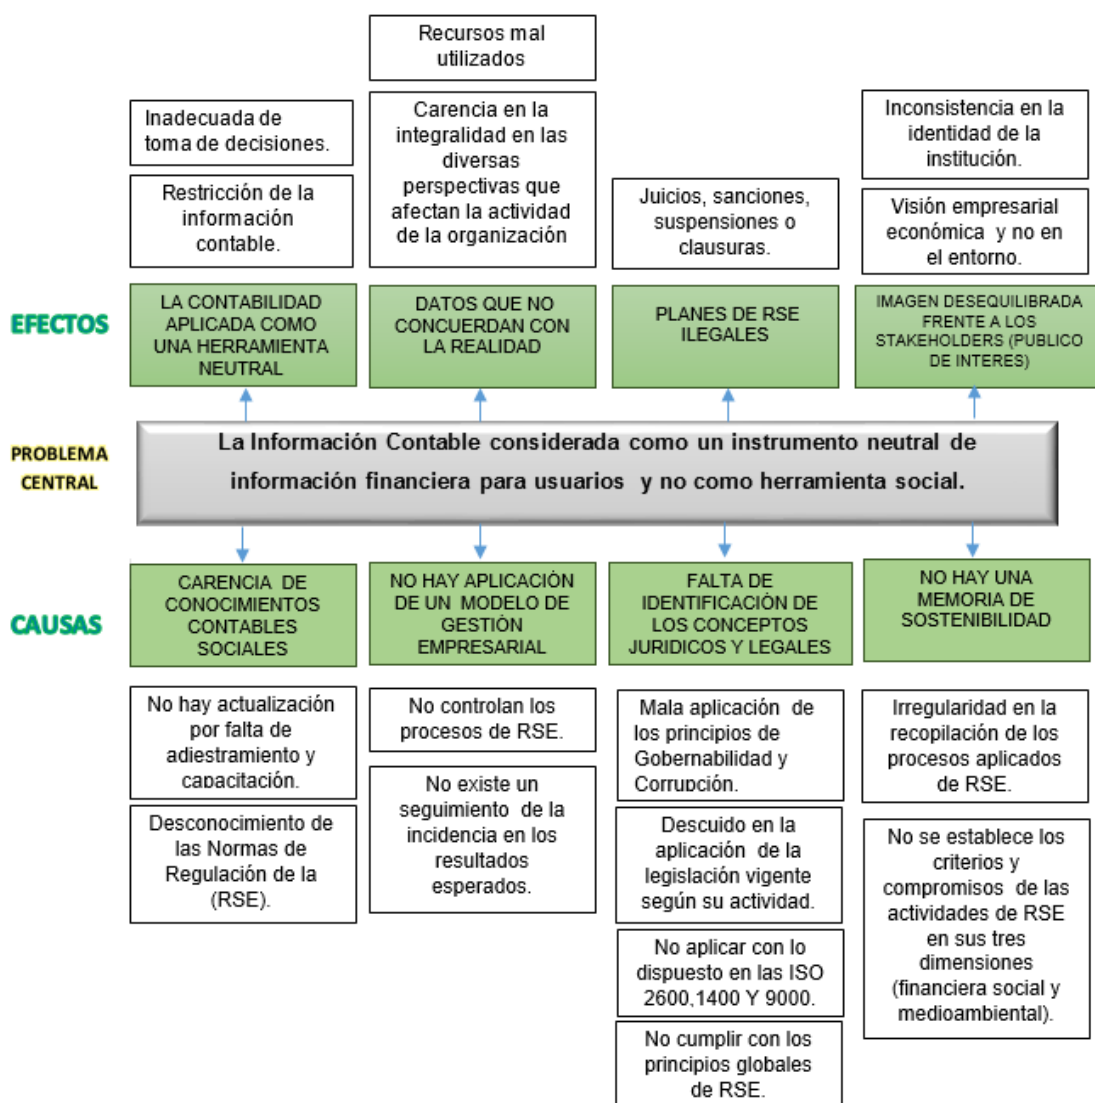 Recursos mal
utilizados
Inadecuada de
toma de decisiones.
Carencia en la
integralidad en las
diversas
perspectivas que
afectan la actividad
de la organización
Inconsistencia en la
identidad de la
institución.
Restricción de la
información
contable.
Juicios, sanciones,
suspensiones o
clausuras.
Visión empresarial
económica y no en
el entorno.
EFECTOS
LA CONTABILIDAD
APLICADA COMO
UNA HERRAMIENTA
NEUTRAL
DATOS QUE NO
CONCUERDAN CON
LA REALIDAD
PLANES DE RSE
ILEGALES
IMAGEN DESEQUILIBRADA
FRENTE A LOS
STAKEHOLDERS (PUBLICO
DE INTERES)
PROBLEMA
CENTRAL
La Información Contable considerada como un instrumento neutral de
información financiera para usuarios y no como herramienta social.
CAUSAS
CARENCIA DE
CONOCIMIENTOS
CONTABLES
SOCIALES
NO HAY APLICACIÓN
DE UN MODELO DE
GESTIÓN
EMPRESARIAL
FALTA DE
IDENTIFICACIÓN DE
LOS CONCEPTOS
JURIDICOS Y LEGALES
NO HAY UNA
MEMORIA DE
SOSTENIBILIDAD
No hay actualización
por falta de
adiestramiento y
capacitación.
No controlan los
procesos de RSE.
Mala aplicación de
los principios de
Gobernabilidad y
Corrupción.
Irregularidad en la
recopilación de los
procesos aplicados
de RSE.
Desconocimiento de
las Normas de
Regulación de la
(RSE).
No existe un
seguimiento de la
incidencia en los
resultados
esperados.
Descuido en la
aplicación de la
legislación vigente
según su actividad.
No se establece los
criterios y
compromisos de las
actividades de RSE
en sus tres
dimensiones
(financiera social y
medioambiental).
No aplicar con lo
dispuesto en las ISO
2600,1400 Y 9000.
No cumplir con los
principios globales
de RSE.